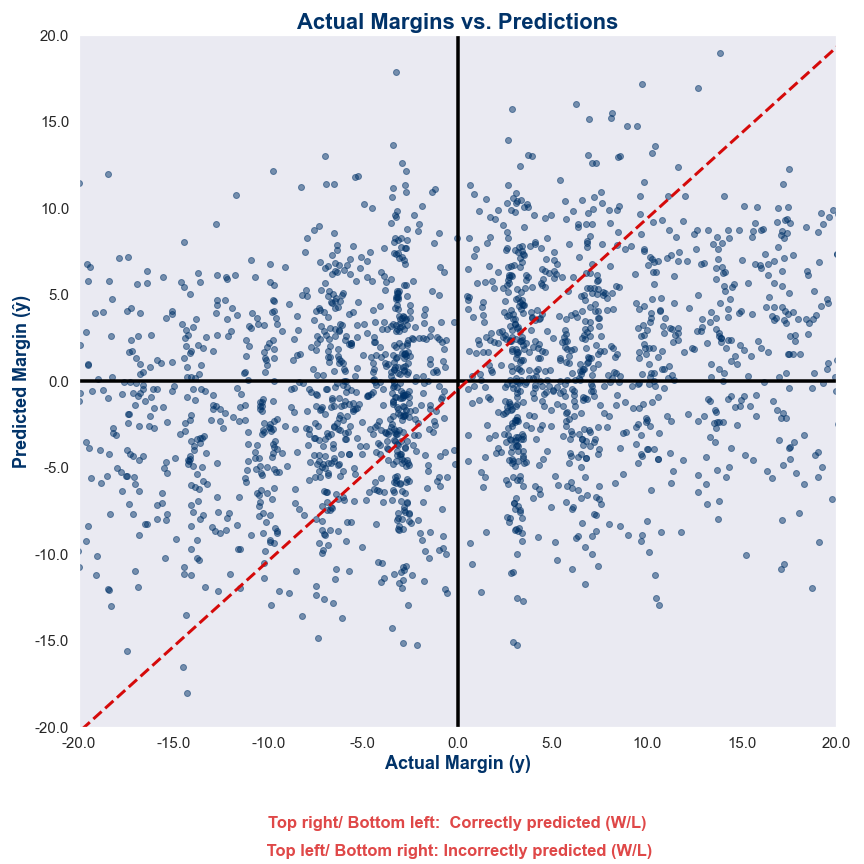 Actual Margins vs. Predictions
20.0
15.0
10.0
5.0
0.0
-5.0
-10.0
-15.0
-20.0
Predicted Margin (ŷ)
-20.0 -15.0 -10.0 -5.0 0.0 5.0 10.0 15.0 20.0
Actual Margin (y)
Top right/ Bottom left:  Correctly predicted (W/L)
Top left/ Bottom right: Incorrectly predicted (W/L)